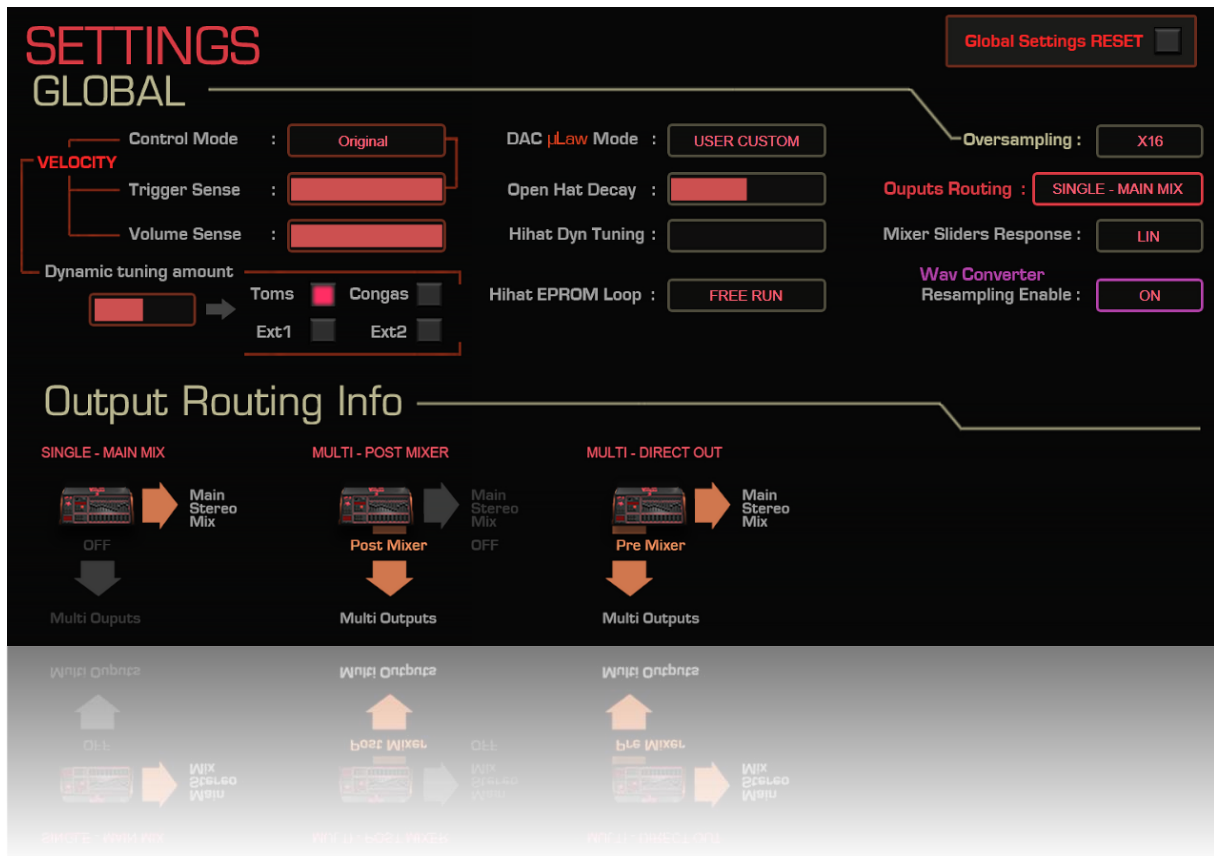 SETTINGS
Global Settings RESET
GLOBAL
Control Mode : Original
DAC µLaw Mode : USER CUSTOM
Oversampling : X16
VELOCITY
Trigger Sense :
Open Hat Decay :
Ouputs Routing : SINGLE - MAIN MIX
Volume Sense :
Hihat Dyn Tuning :
Mixer Sliders Response : LIN
Dynamic tuning amount
Wav Converter
Toms Congas
Hihat EPROM Loop : FREE RUN
Resampling Enable : ON
Ext1 Ext2
Output Routing Info
SINGLE - MAIN MIX
MULTI - POST MIXER
MULTI - DIRECT OUT
Main
Stereo
Mix
Main
Stereo
Mix
Main
Stereo
Mix
OFF
Post Mixer
OFF
Pre Mixer
Multi Ouputs
Multi Outputs
Multi Outputs